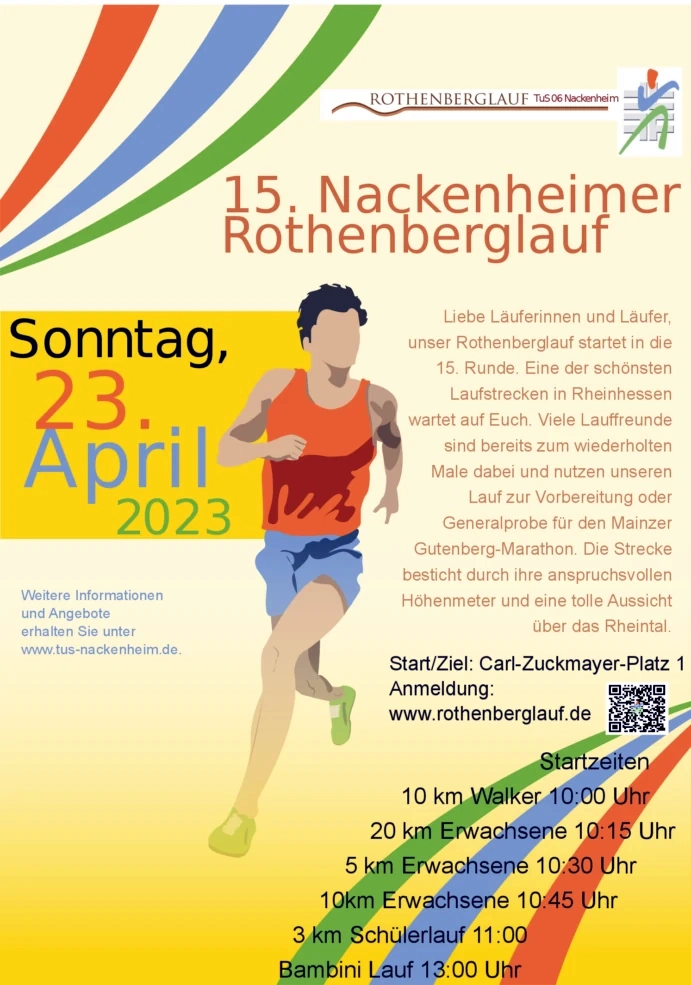 ROTHENBERGLAUF TuS 06 Nackenheim
15. Nackenheimer
Rothenberglauf
Sonntag,
23.
April
2023
Liebe Läuferinnen und Läufer,
unser Rothenberglauf startet in die
15. Runde. Eine der schönsten
Laufstrecken in Rheinhessen
wartet auf Euch. Viele Lauffreunde
sind bereits zum wiederholten
Male dabei und nutzen unseren
Lauf zur Vorbereitung oder
Generalprobe für den Mainzer
Gutenberg-Marathon. Die Strecke
besticht durch ihre anspruchsvollen
Höhenmeter und eine tolle Aussicht
über das Rheintal.
Weitere Informationen
und Angebote
erhalten Sie unter
www.tus-nackenheim.de.
Start/Ziel: Carl-Zuckmayer-Platz 1
Anmeldung:
www.rothenberglauf.de
Startzeiten
10 km Walker 10:00 Uhr
20 km Erwachsene 10:15 Uhr
5 km Erwachsene 10:30 Uhr
10km Erwachsene 10:45 Uhr
3 km Schülerlauf 11:00
Bambini Lauf 13:00 Uhr